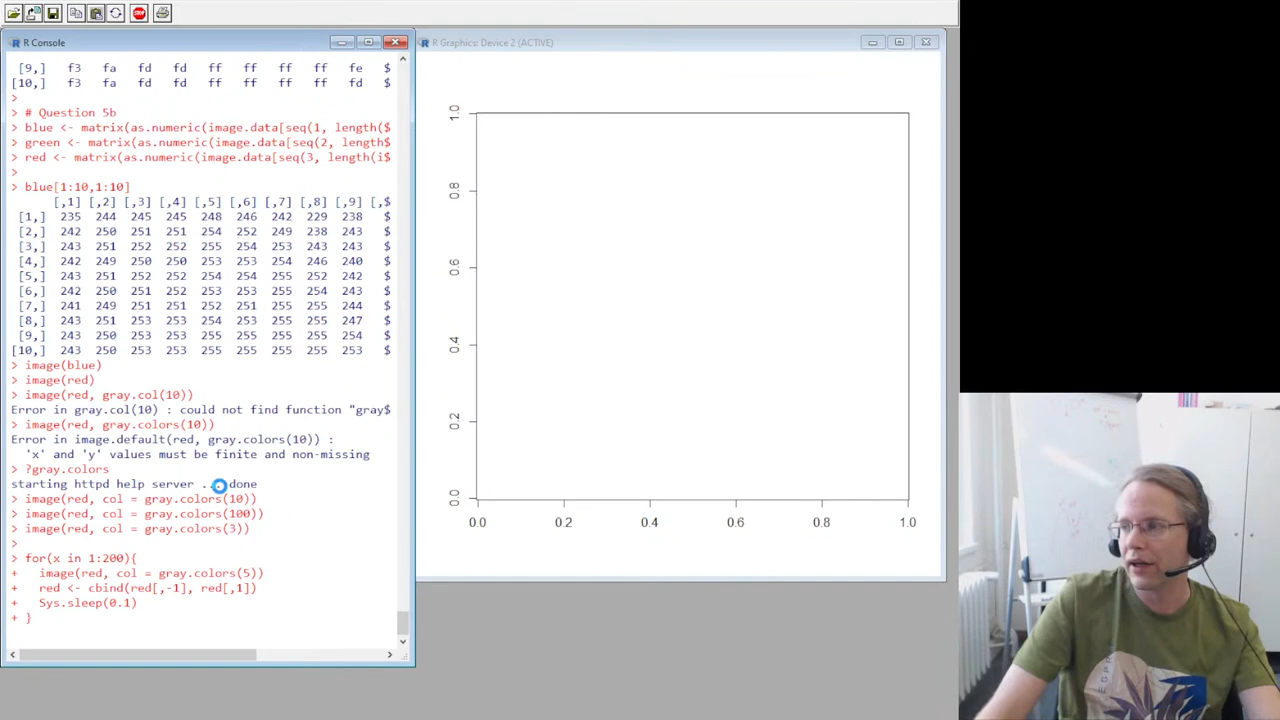 R Console
R Graphics: Device 2 (ACTIVE)
STOP
[9,] f3 fa fd fd ff ff ff ff fe $
[10,] f3 fa fd fd ff ff ff ff fd $
>
> # Question 5b
> blue <- matrix(as.numeric(image.data[seq(1, length($
> green <- matrix(as.numeric(image.data[seq(2, length$
> red <- matrix(as.numeric(image.data[seq(3, length(i$
>
> blue[1:10,1:10]
[,1] [,2] [,3] [,4] [,5] [,6] [,7] [,8] [,9] [,$
[1,] 235 244 245 245 248 246 242 229 238 $
[2,] 242 250 251 251 254 252 249 238 243 $
[3,] 243 251 252 252 255 254 253 243 243 $
[4,] 242 249 250 250 253 253 254 246 240 $
[5,] 243 251 252 252 254 254 255 252 242 $
[6,] 242 250 251 252 253 253 255 254 243 $
[7,] 241 249 251 251 252 251 255 255 244 $
[8,] 243 251 253 253 254 253 255 255 247 $
[9,] 243 250 253 253 255 255 255 255 254 $
[10,] 243 250 253 253 255 255 255 255 253 $
> image(blue)
> image(red)
> image(red, gray.col(10))
Error in gray.col(10) : could not find function "gray$
> image(red, gray.colors(10))
Error in image.default(red, gray.colors(10)) :
'x' and 'y' values must be finite and non-missing
> ?gray.colors
starting httpd help server ... done
> image(red, col = gray.colors(10))
> image(red, col = gray.colors(100))
> image(red, col = gray.colors(3))
>
> for(x in 1:200){
+ image(red, col = gray.colors(5))
+ red <- cbind(red[,-1], red[,1])
+ Sys.sleep(0.1)
+ }
1.0
0.8
0.6
0.4
0.2
0.0
0.0 0.2 0.4 0.6 0.8 1.0